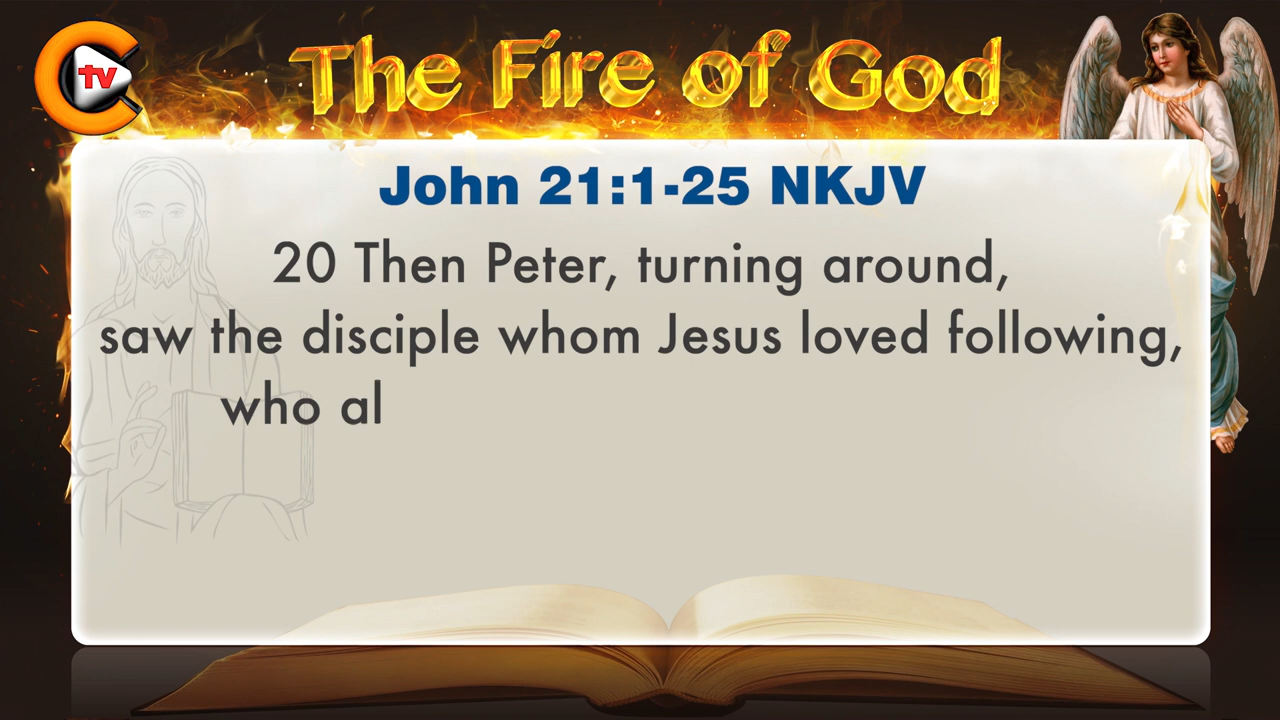 tv
The Fire of God
John 21:1-25 NKJV
20 Then Peter, turning around,
saw the disciple whom Jesus loved following,
who al